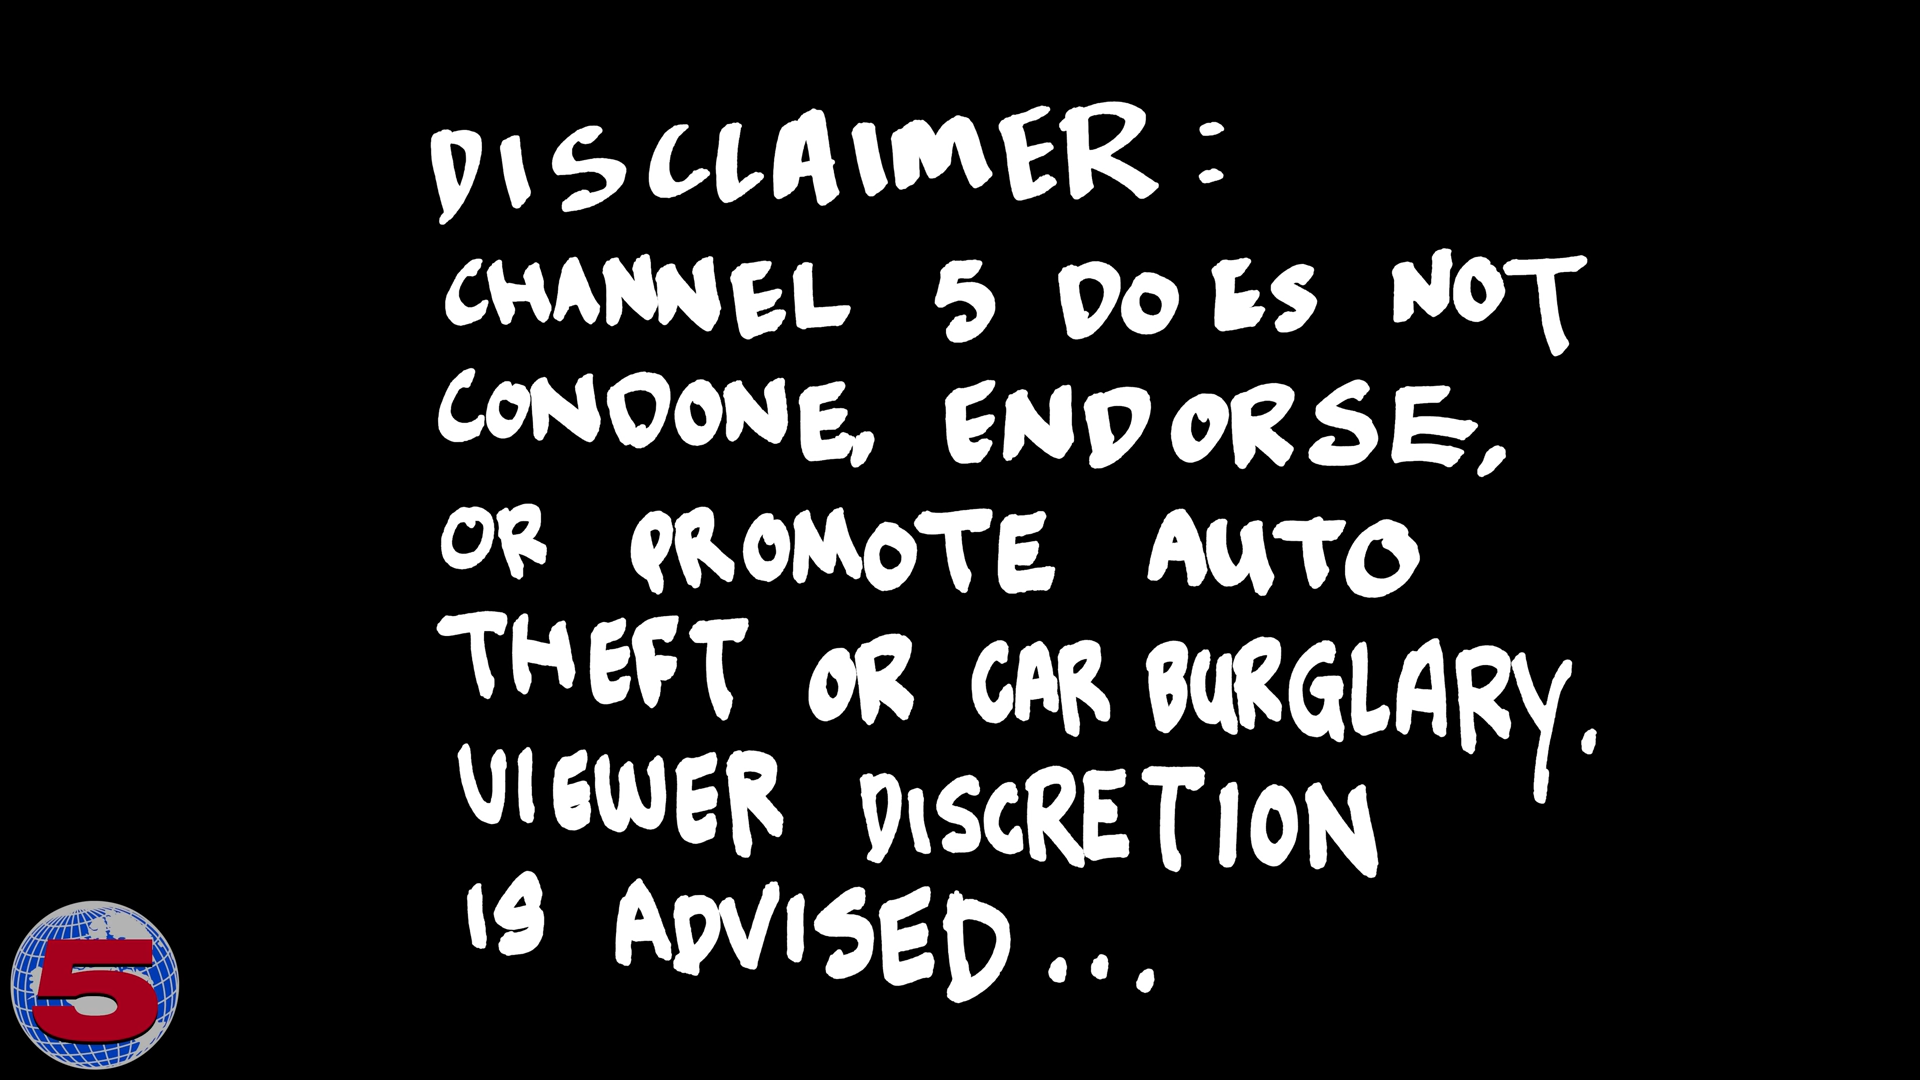 DISCLAIMER:
CHANNEL 5 DOES NOT
CONDONE, ENDORSE,
OR PROMOTE AUTO
THEFT OR CAR BURGLARY.
VIEWER DISCRETION
IS ADVISED...
5